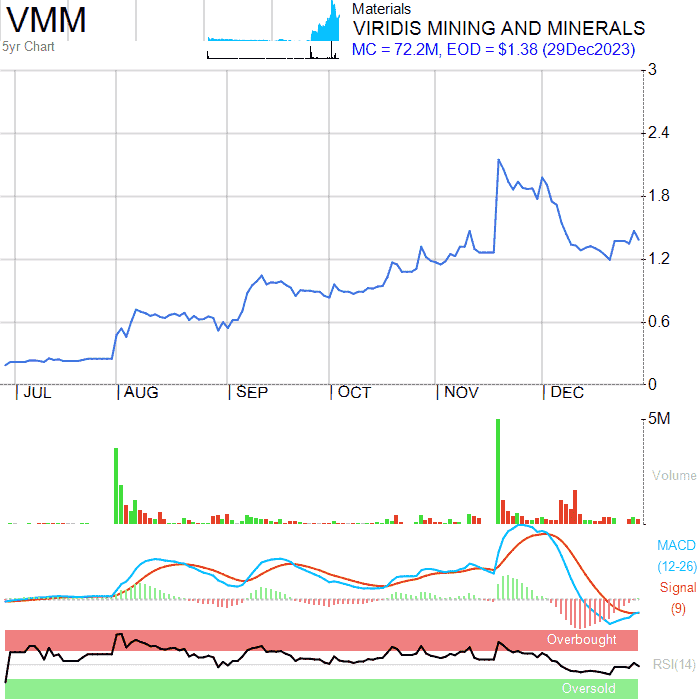 VMM
5yr Chart
Materials
VIRIDIS MINING AND MINERALS
MC = 72.2M, EOD = $1.38 (29Dec2023)
3
2.4
1.8
1.2
0.6
0
JUL AUG SEP OCT NOV DEC
5M
Volume
MACD
(12-26)
Signal
(9)
Overbought
RSI(14)
Oversold